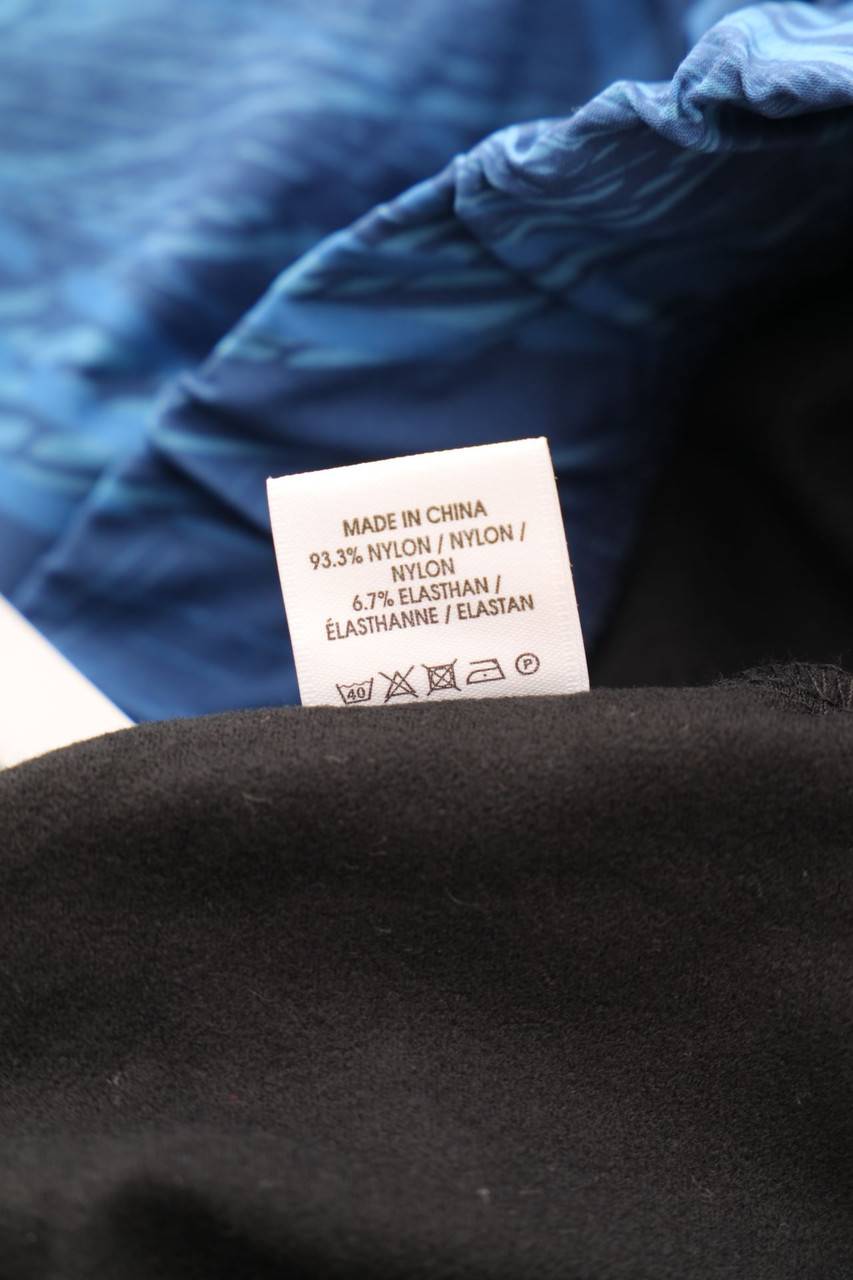 MADE IN CHINA
93.3% NYLON / NYLON /
NYLON
6.7% ELASTHAN /
ÉLASTHANNE / ELASTAN
40 P